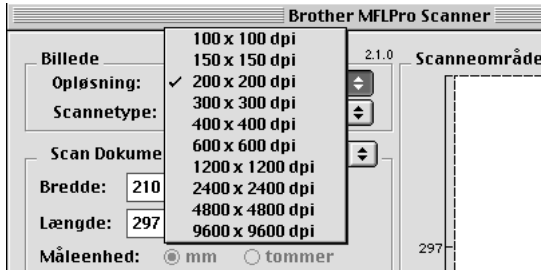 Brother MFLPro Scanner
Billede
2.1.0
Opløsning:
Scannetype:
100 x 100 dpi
150 x 150 dpi
✓ 200 x 200 dpi
300 x 300 dpi
400 x 400 dpi
600 x 600 dpi
1200 x 1200 dpi
2400 x 2400 dpi
4800 x 4800 dpi
9600 x 9600 dpi
Scan Dokume
Bredde: 210
Længde: 297
Måleenhed: mm tommer
Scanneområde
297